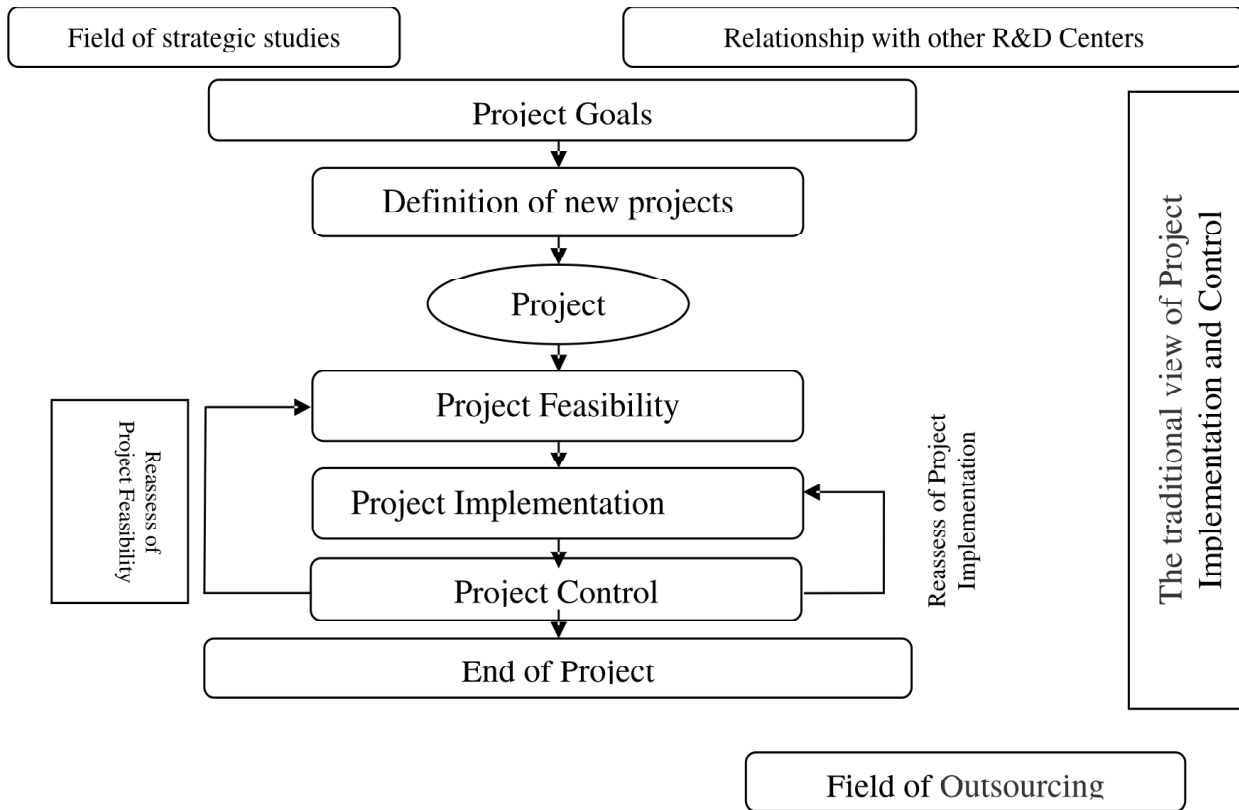 Field of strategic studies
Relationship with other R&D Centers
Project Goals
Definition of new projects
Project
Project Feasibility
Project Implementation
Project Control
End of Project
Reassess of
Project Feasibility
Reassess of Project
Implementation
The traditional view of Project
Implementation and Control
Field of Outsourcing